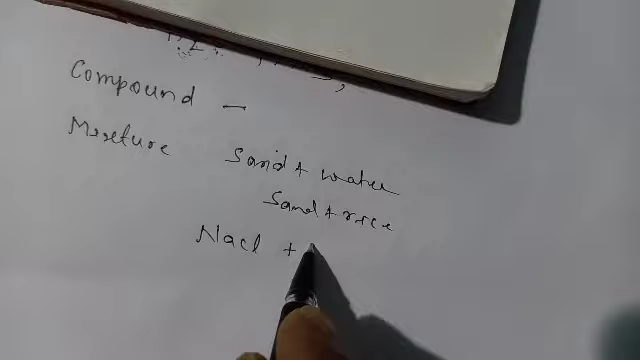 Compound —
Mixture Sand + water
Sand + rice
Nacl +